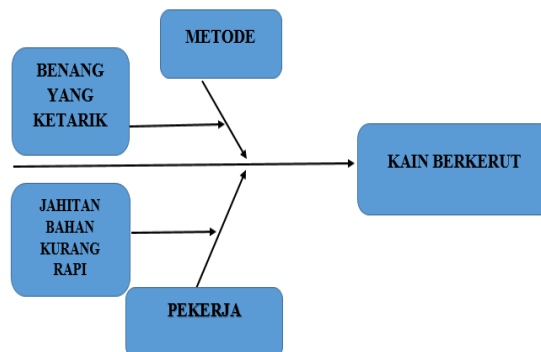 METODE
BENANG
YANG
KETARIK
KAIN BERKERUT
JAHITAN
BAHAN
KURANG
RAPI
PEKERJA